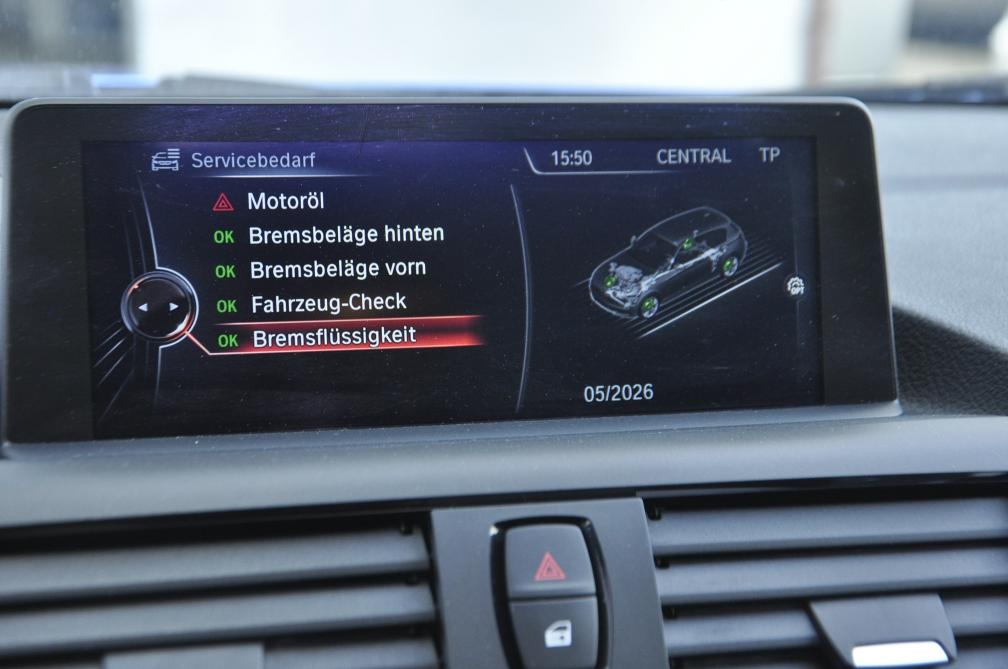 Servicebedarf
15:50 CENTRAL TP
Motoröl
OK Bremsbeläge hinten
OK Bremsbeläge vorn
OK Fahrzeug-Check
OK Bremsflüssigkeit
OPT
05/2026